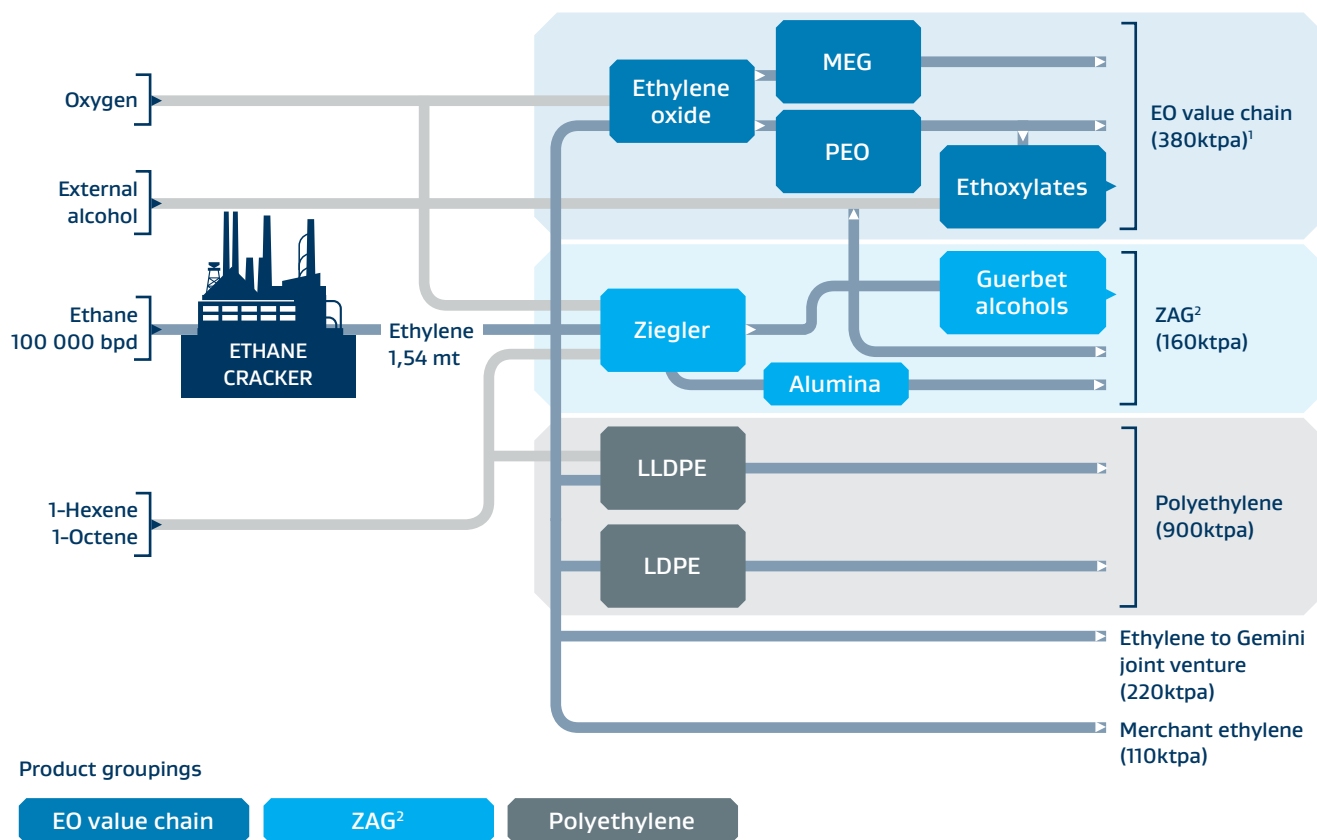 Oxygen
External
alcohol
Ethane
100 000 bpd
1-Hexene
1-Octene
ETHANE
CRACKER
Ethylene
1,54 mt
Ethylene
oxide
MEG
PEO
Ethoxylates
EO value chain
(380ktpa)¹
Ziegler
Guerbet
alcohols
Alumina
ZAG²
(160ktpa)
LLDPE
LDPE
Polyethylene
(900ktpa)
Ethylene to Gemini
joint venture
(220ktpa)
Merchant ethylene
(110ktpa)
Product groupings
EO value chain
ZAG²
Polyethylene